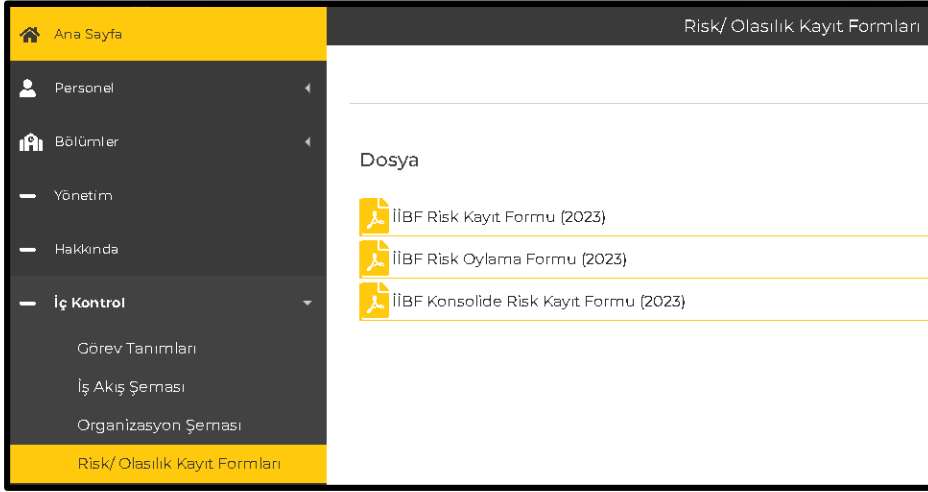 Ana Sayfa
Personel
Bölümler
Yönetim
Hakkında
İç Kontrol
Görev Tanımları
İş Akış Şeması
Organizasyon Şeması
Risk/ Olasılık Kayıt Formları
Risk/ Olasılık Kayıt Formları
Dosya
İİBF Risk Kayıt Formu (2023)
İİBF Risk Oylama Formu (2023)
İİBF Konsolide Risk Kayıt Formu (2023)